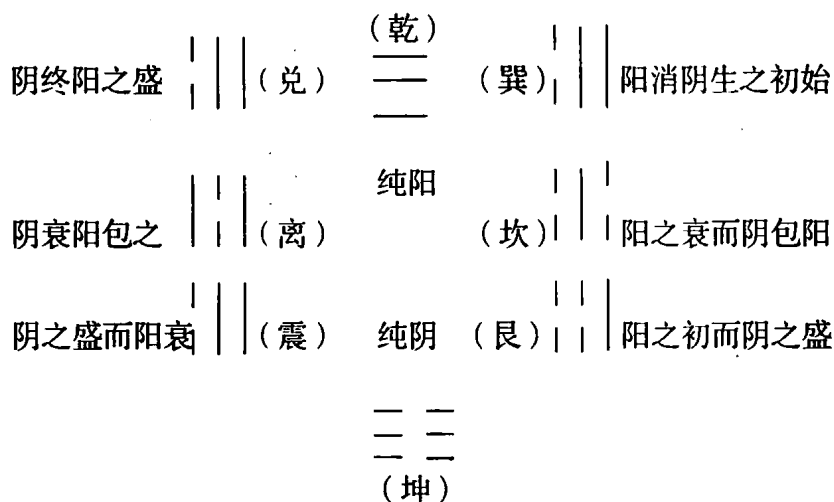 （乾）
阴终阳之盛 （兑） （巽） 阳消阴生之初始
纯阳
阴衰阳包之 （离） （坎） 阳之衰而阴包阳
阴之盛而阳衰 （震） 纯阴 （艮） 阳之初而阴之盛
（坤）